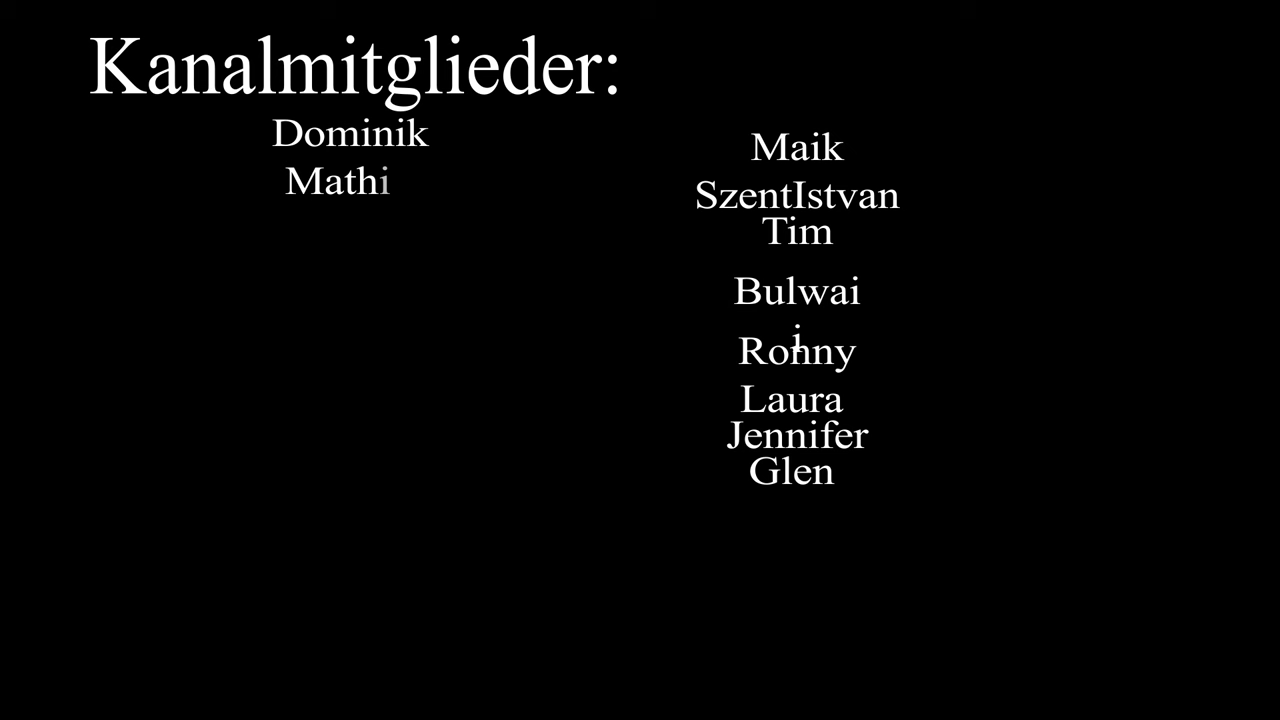 Kanalmitglieder:
Dominik
Mathi
Maik
SzentIstvan
Tim
Bulwai
i
Ronny
Laura
Jennifer
Glen